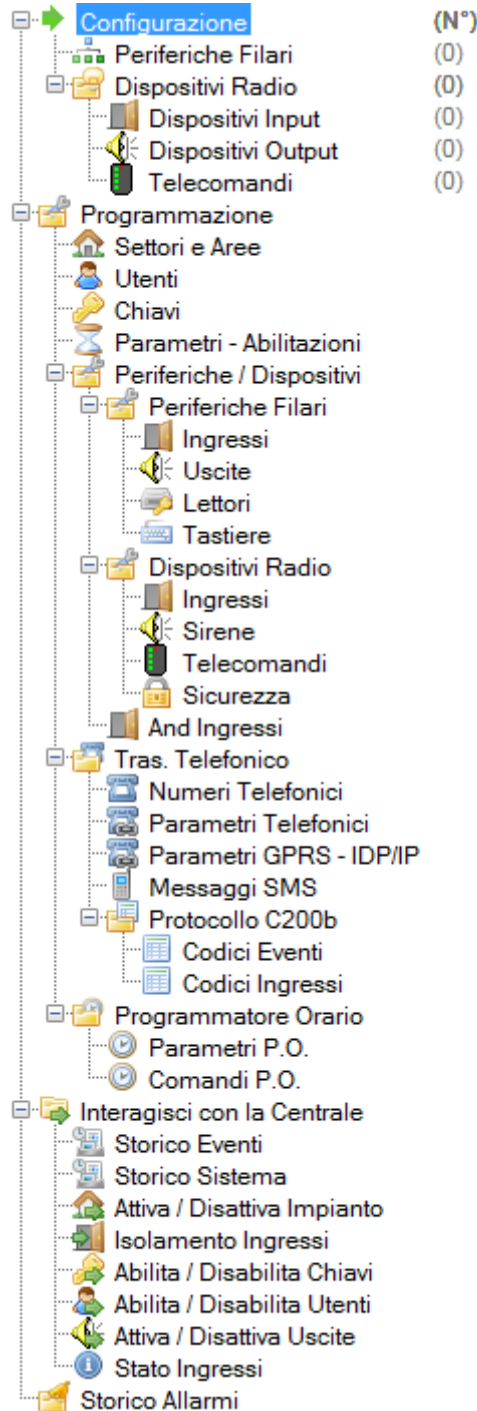 Configurazione (N°)
Periferiche Filari (0)
Dispositivi Radio (0)
Dispositivi Input (0)
Dispositivi Output (0)
Telecomandi (0)
Programmazione
Settori e Aree
Utenti
Chiavi
Parametri - Abilitazioni
Periferiche / Dispositivi
Periferiche Filari
Ingressi
Uscite
Lettori
Tastiere
Dispositivi Radio
Ingressi
Sirene
Telecomandi
Sicurezza
And Ingressi
Tras. Telefonico
Numeri Telefonici
Parametri Telefonici
Parametri GPRS - IDP/IP
Messaggi SMS
Protocollo C200b
Codici Eventi
Codici Ingressi
Programmatore Orario
Parametri P.O.
Comandi P.O.
Interagisci con la Centrale
Storico Eventi
Storico Sistema
Attiva / Disattiva Impianto
Isolamento Ingressi
Abilita / Disabilita Chiavi
Abilita / Disabilita Utenti
Attiva / Disattiva Uscite
Stato Ingressi
Storico Allarmi